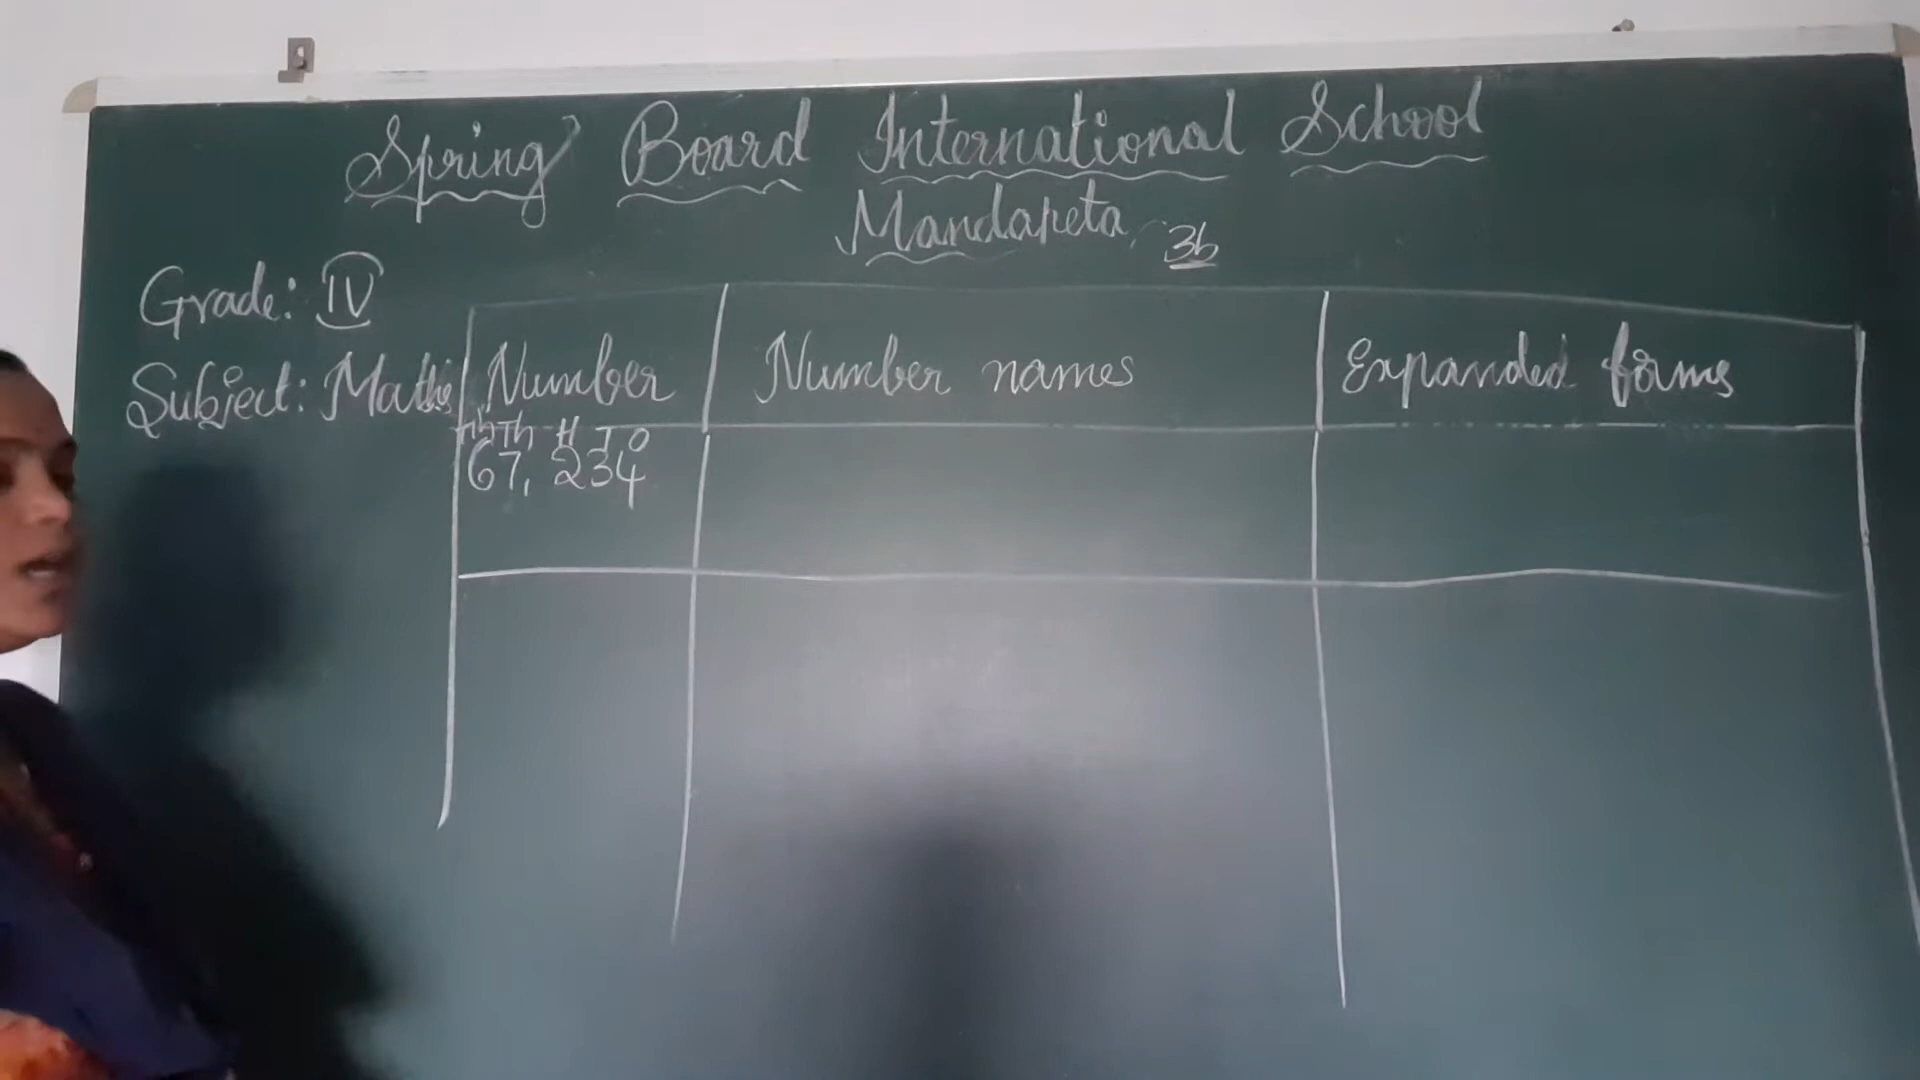 Spring Board International School
Mandapeta. 36
Grade: IV
Subject: Maths
Number Number names Expanded forms
TTh Th H T O
67, 234